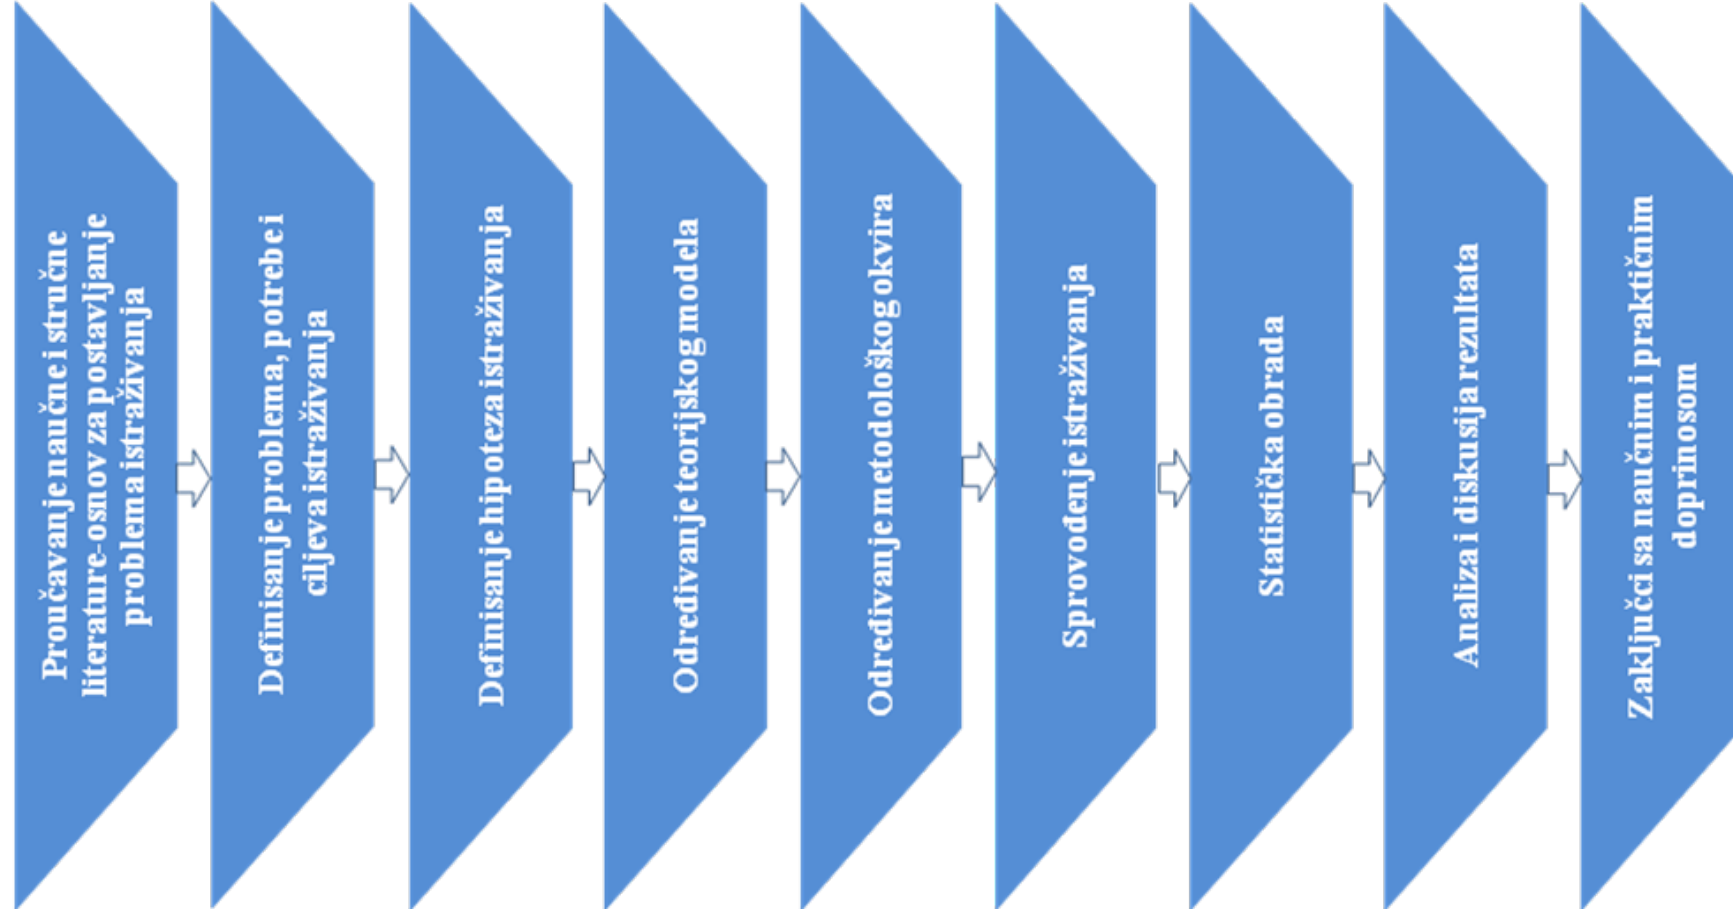 Proučavanje naučne i stručne
literature-osnov za postavljanje
problema istraživanja
Definisanje problema, potrebe i
ciljeva istraživanja
Definisanje hipoteza istraživanja
Određivanje teorijskog modela
Određivanje metodološkog okvira
Sprovođenje istraživanja
Statistička obrada
Analiza i diskusija rezultata
Zaključci sa naučnim i praktičnim
doprinosom